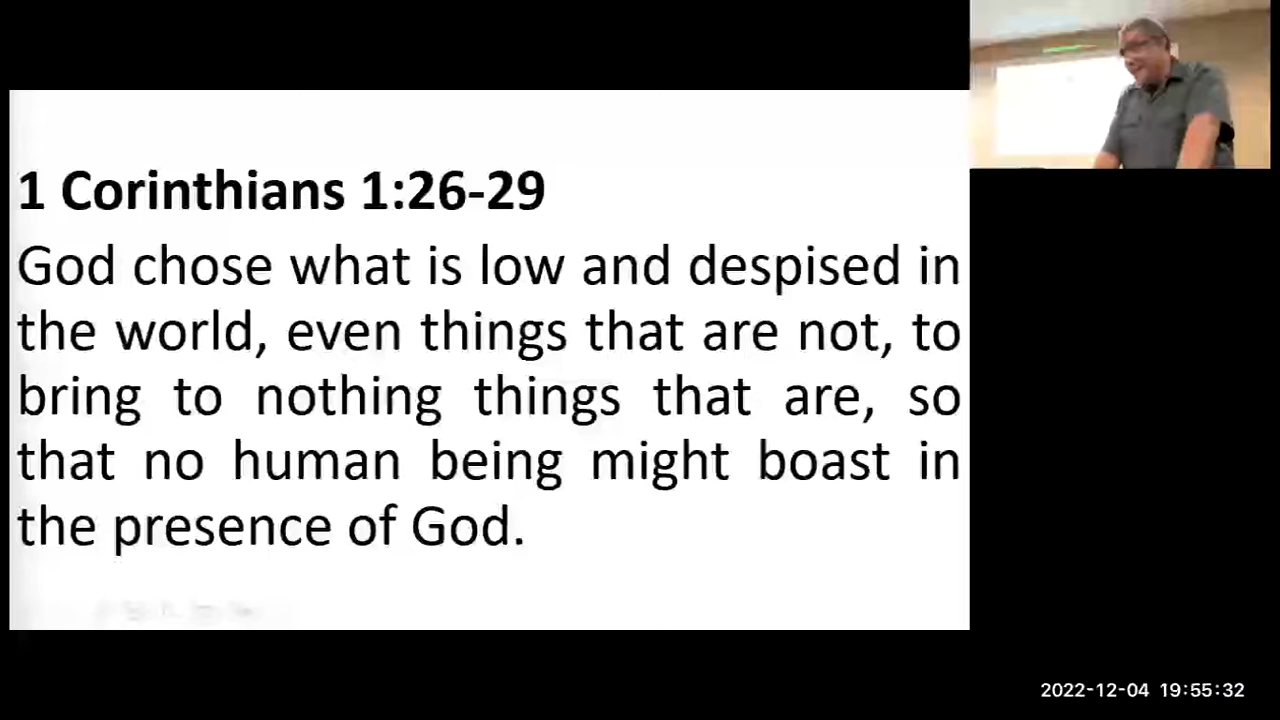 1 Corinthians 1:26-29
God chose what is low and despised in
the world, even things that are not, to
bring to nothing things that are, so
that no human being might boast in
the presence of God.
2022-12-04 19:55:32